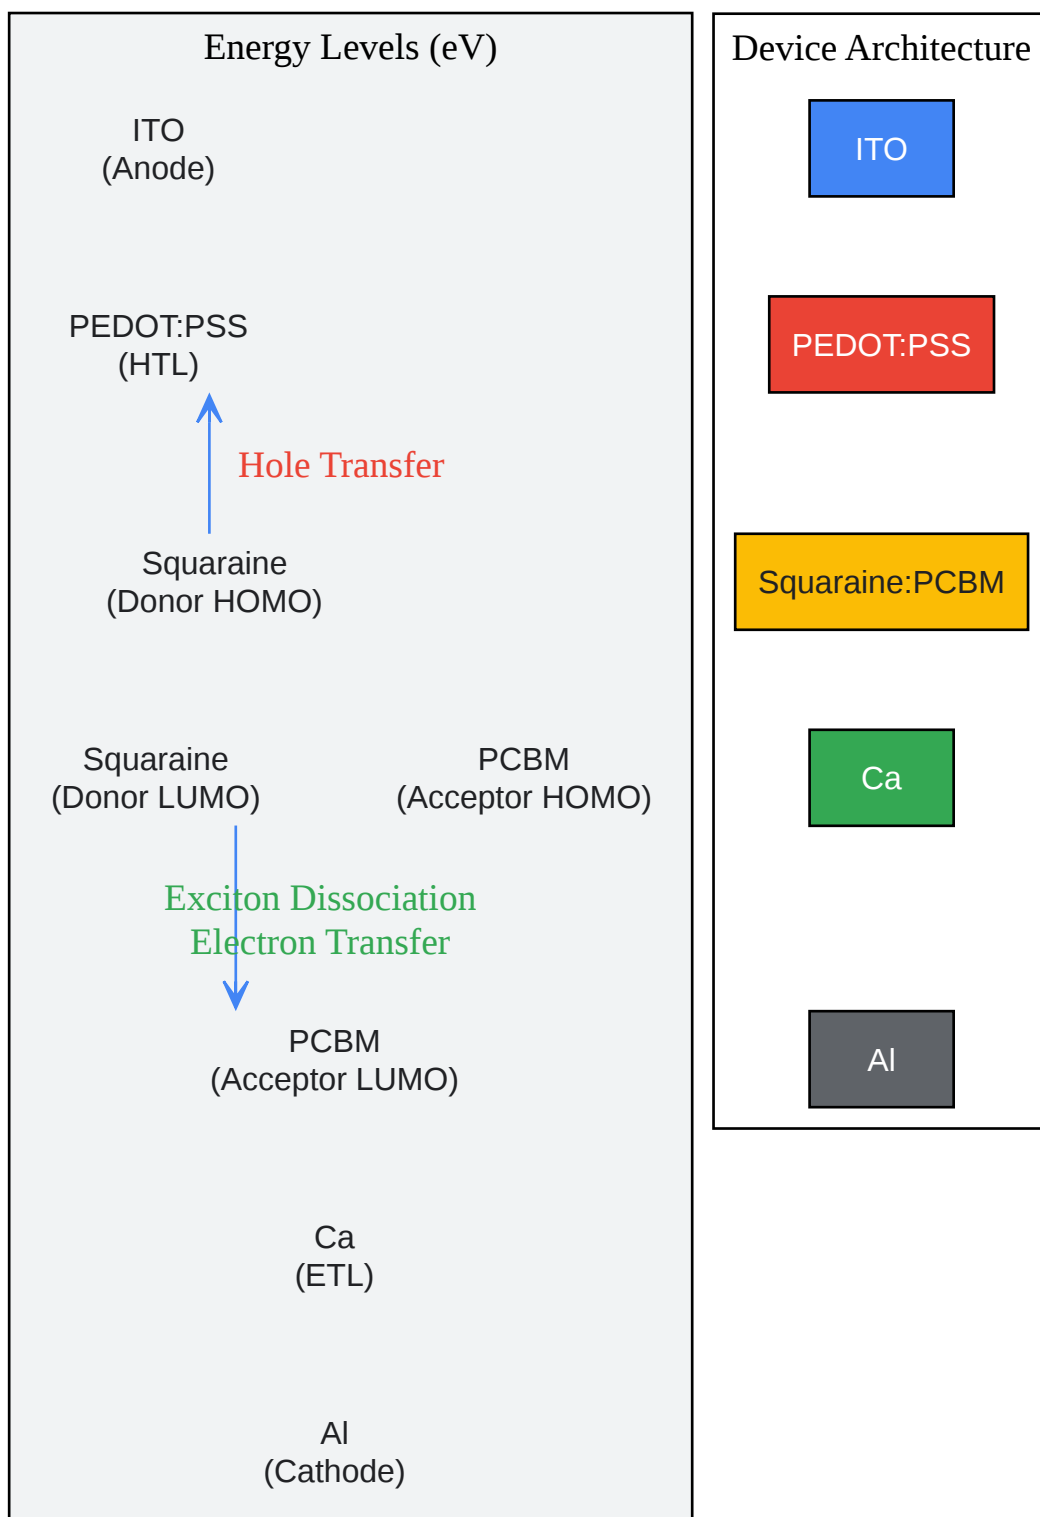 Energy Levels (eV)
ITO
(Anode)
PEDOT:PSS
(HTL)
Hole Transfer
Squaraine
(Donor HOMO)
Squaraine
(Donor LUMO)
PCBM
(Acceptor HOMO)
Exciton Dissociation
Electron Transfer
PCBM
(Acceptor LUMO)
Ca
(ETL)
Al
(Cathode)
Device Architecture
ITO
PEDOT:PSS
Squaraine:PCBM
Ca
Al